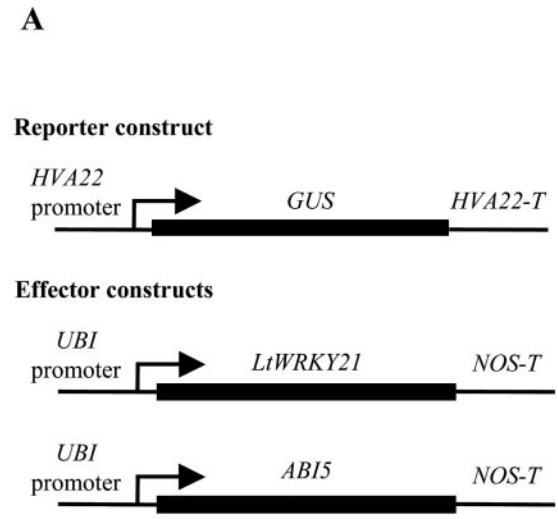 A
Reporter construct
HVA22
promoter
GUS
HVA22-T
Effector constructs
UBI
promoter
LtWRKY21
NOS-T
UBI
promoter
ABI5
NOS-T